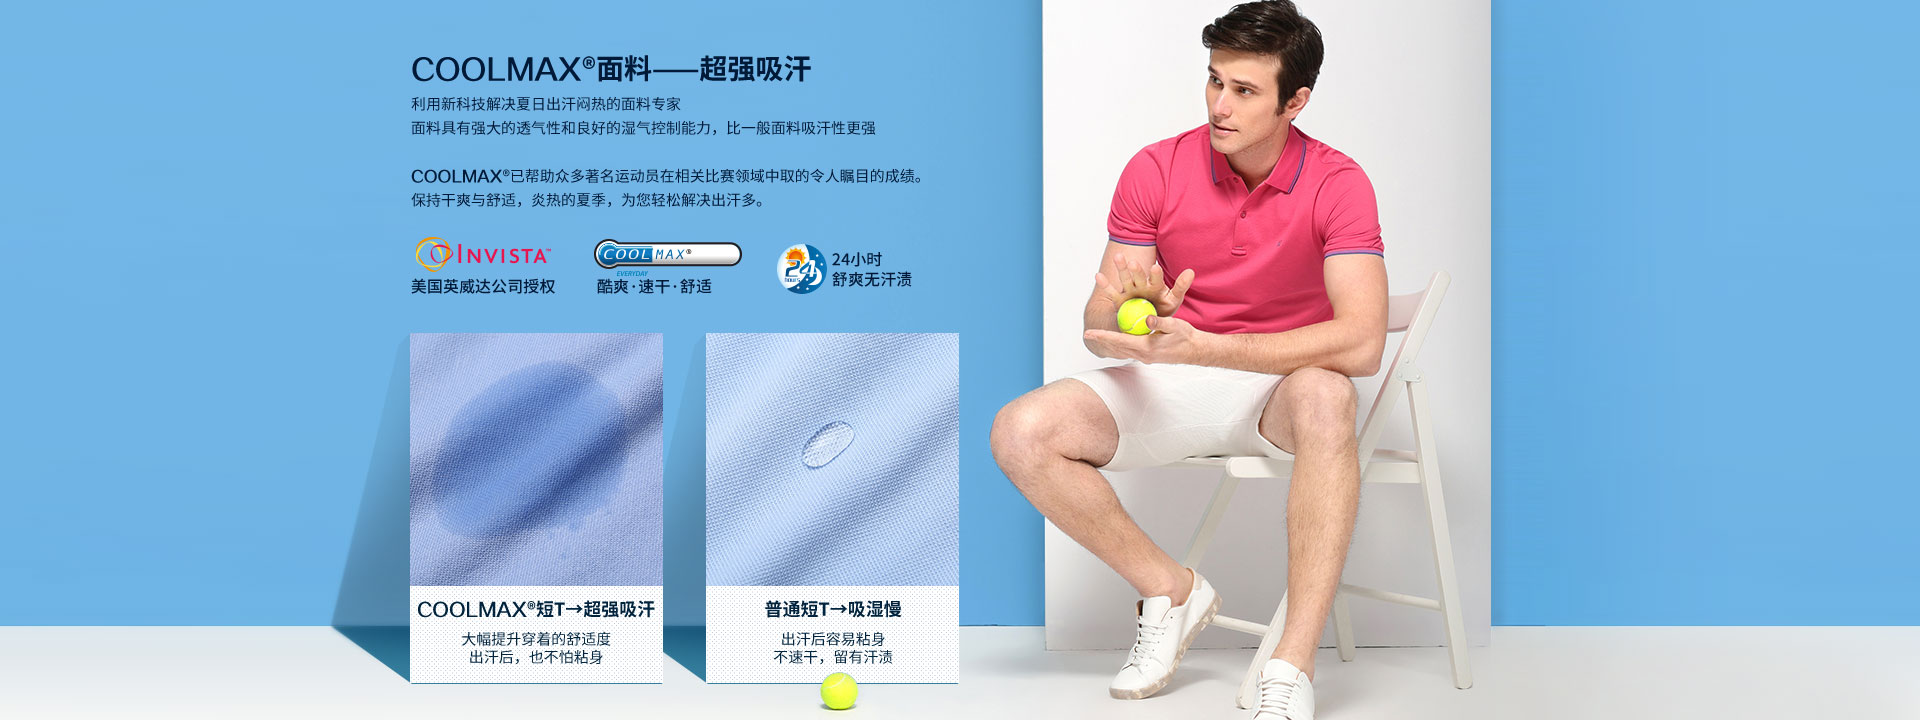 COOLMAX®面料——超强吸汗
利用新科技解决夏日出汗闷热的面料专家
面料具有强大的透气性和良好的湿气控制能力，比一般面料吸汗性更强
COOLMAX®已帮助众多著名运动员在相关比赛领域中取的令人瞩目的成绩。
保持干爽与舒适，炎热的夏季，为您轻松解决出汗多。
INVISTA™
美国英威达公司授权
COOLMAX®
EVERYDAY
酷爽·速干·舒适
24
24小时
舒爽无汗渍
COOLMAX®短T→超强吸汗
大幅提升穿着的舒适度
出汗后，也不怕粘身
普通短T→吸湿慢
出汗后容易粘身
不速干，留有汗渍